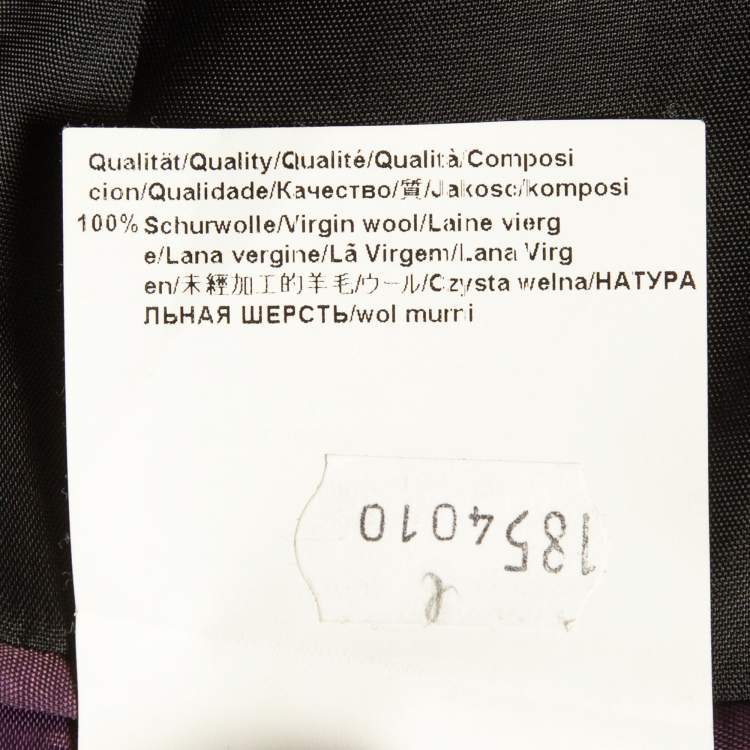 Qualität/Quality/Qualité/Qualità/Composi
cion/Qualidade/Качество/質/Jakosc/komposi
100% Schurwolle/Virgin wool/Laine vierg
e/Lana vergine/Lã Virgem/Lana Virg
en/未經加工的羊毛/ウール/Czysta welna/НАТУРА
ЛЬНАЯ ШЕРСТЬ/wol murni